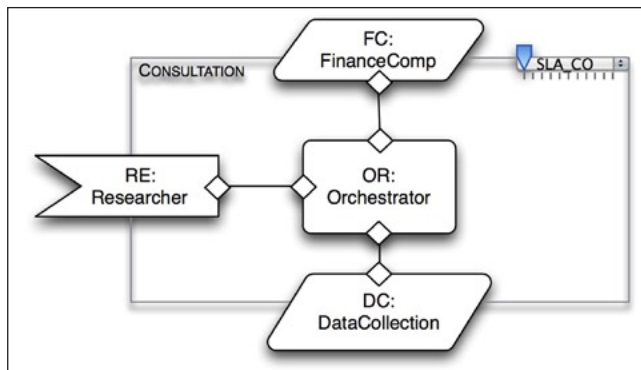 FC:
FinanceComp
CONSULTATION
SLA_CO
RE:
Researcher
OR:
Orchestrator
DC:
DataCollection